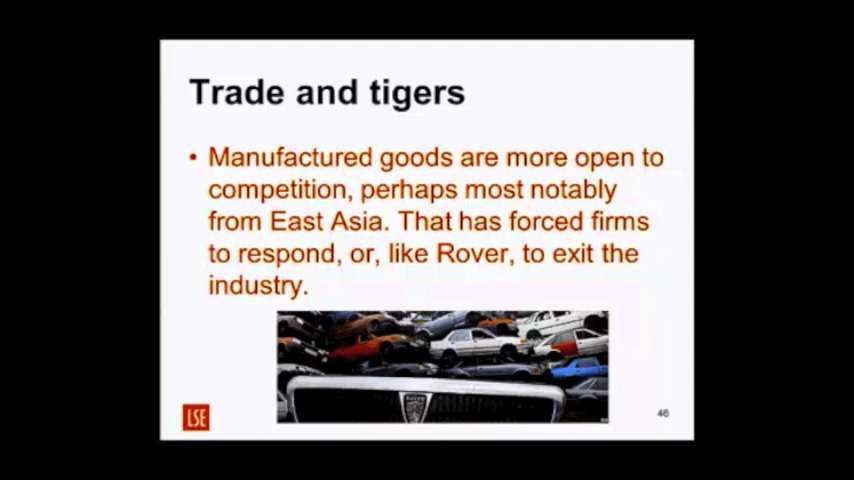 Trade and tigers
• Manufactured goods are more open to
competition, perhaps most notably
from East Asia. That has forced firms
to respond, or, like Rover, to exit the
industry.
ROVER
LSE
46